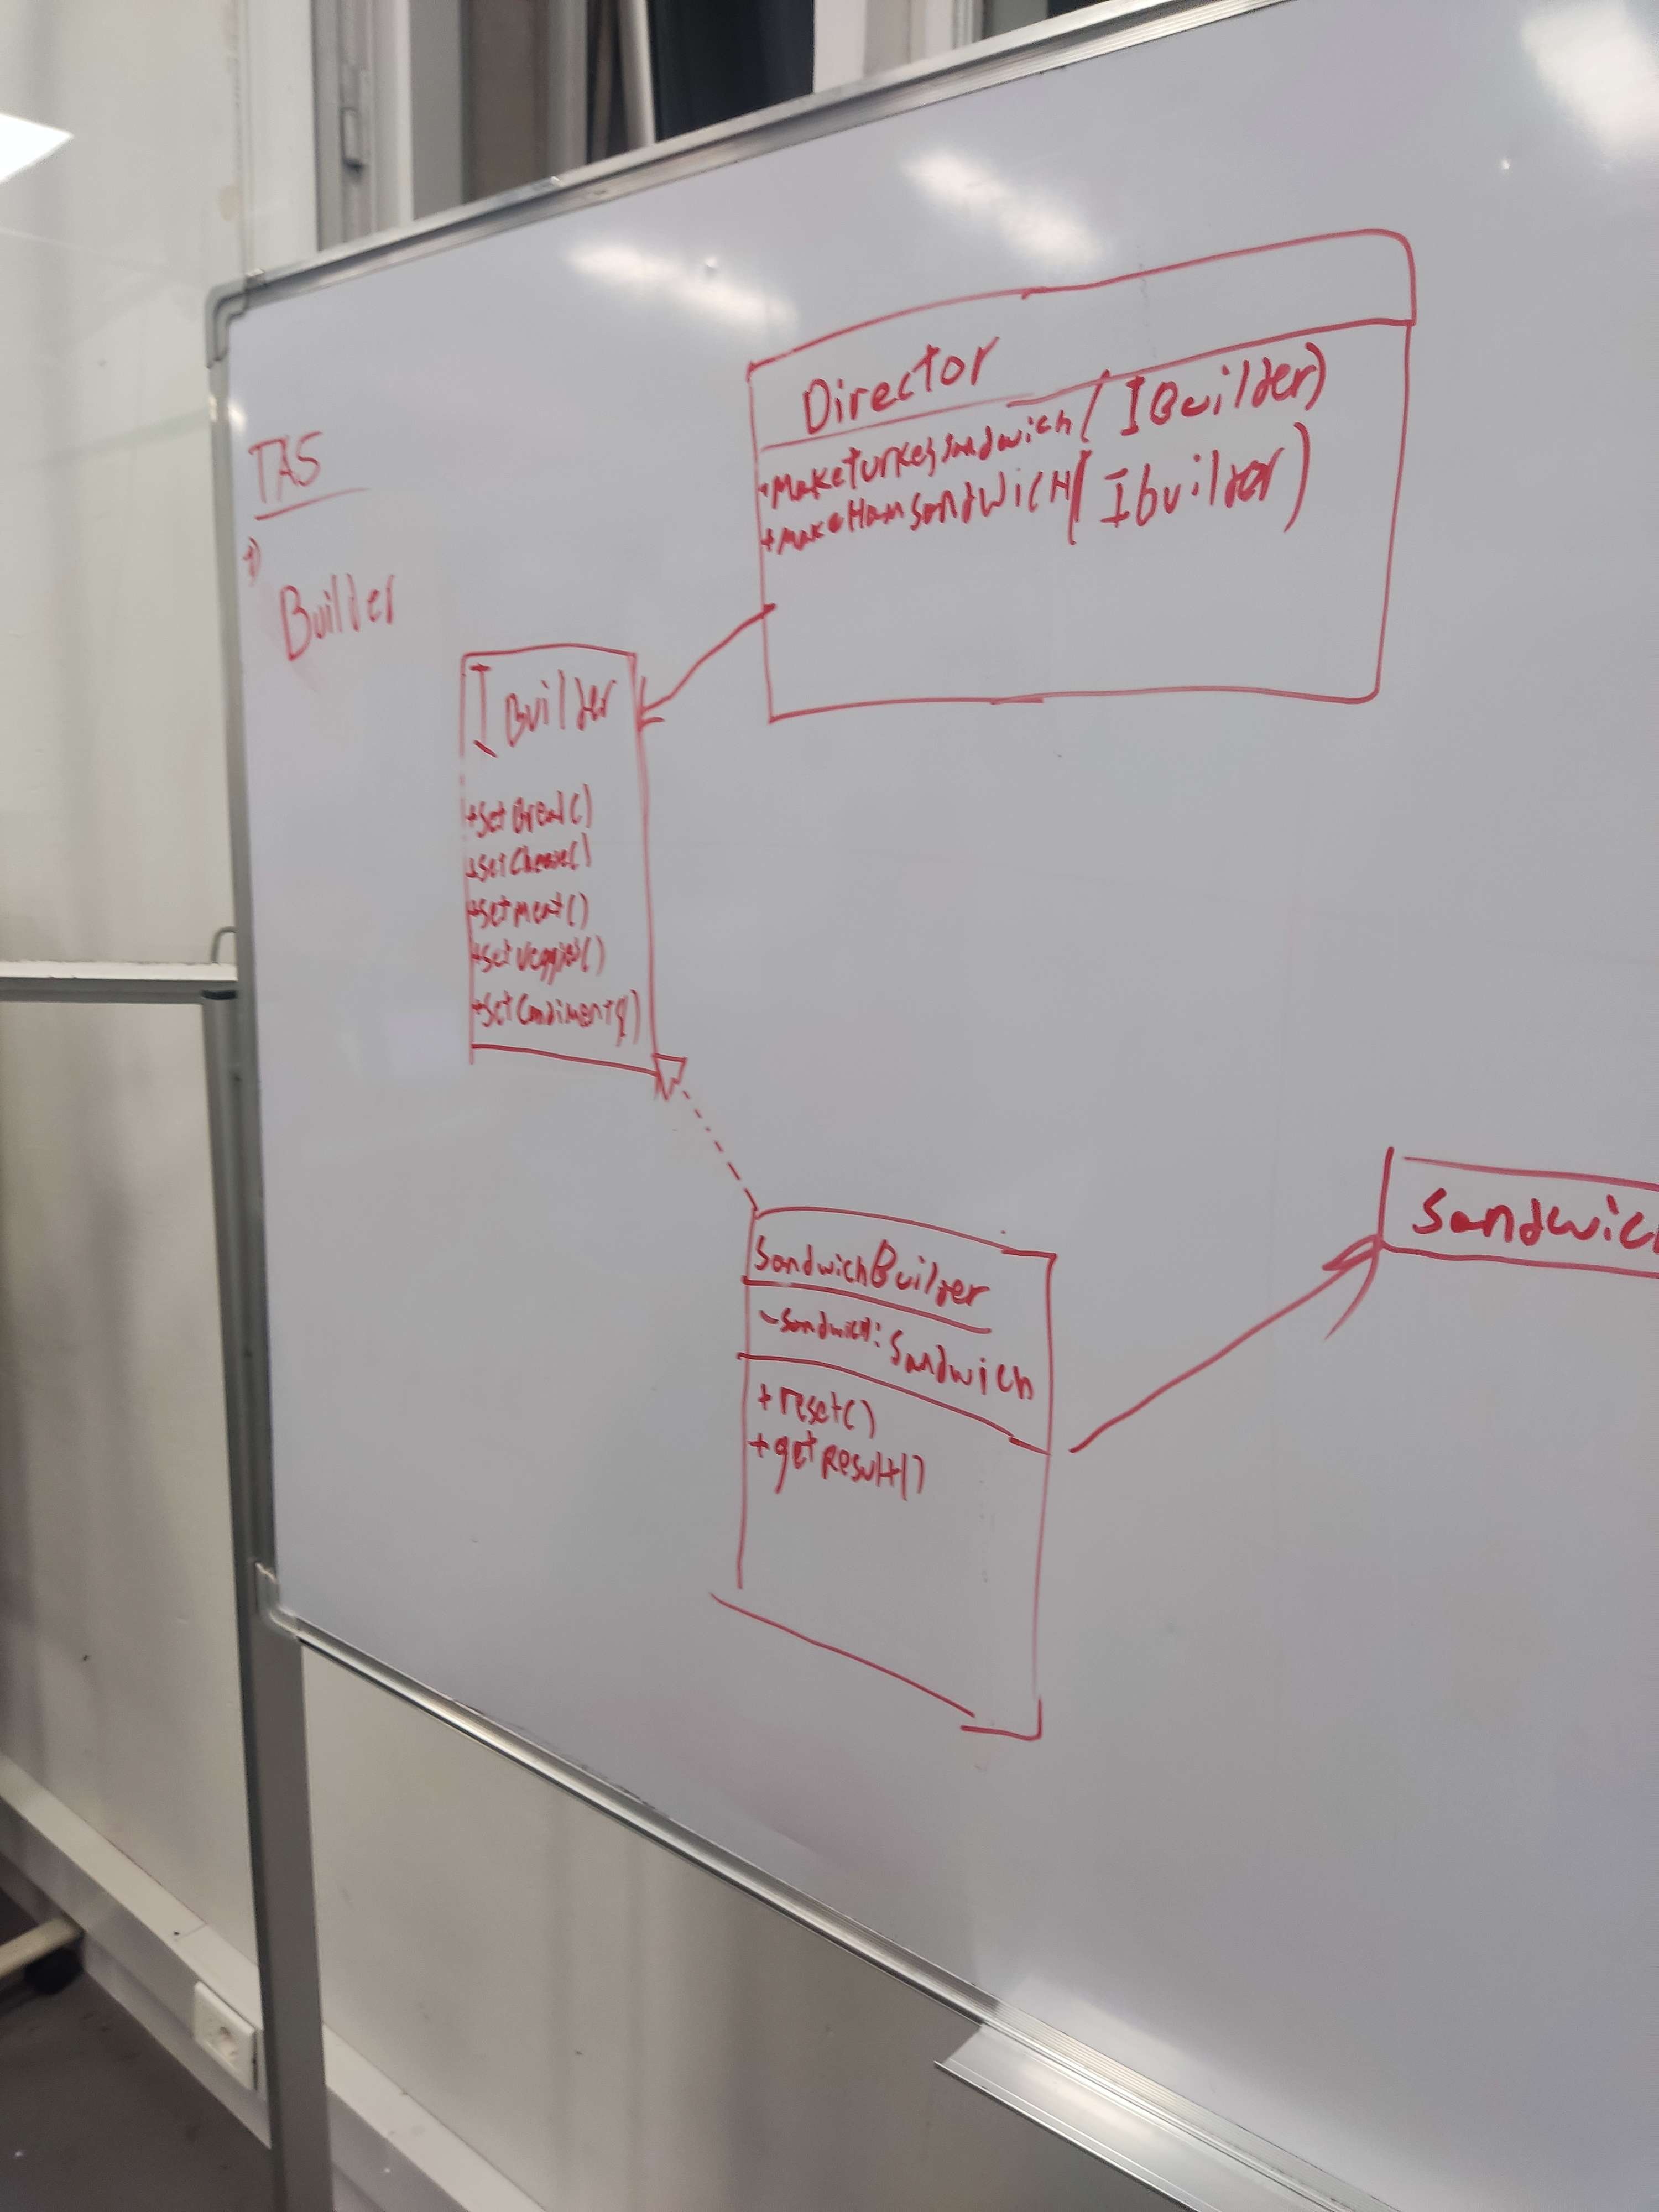 TAS
1)
Builder
Director
+MaketurkeySandwich(IBuilder)
+makeHamSandWicH(Ibuilder)
IBuilder
+SetBread()
+SetCheese()
+Setmeat()
+SetVeggies()
+SetCondiments()
SandwichBuilder
-SandwicH: Sandwich
+reset()
+getResult()
Sandwich